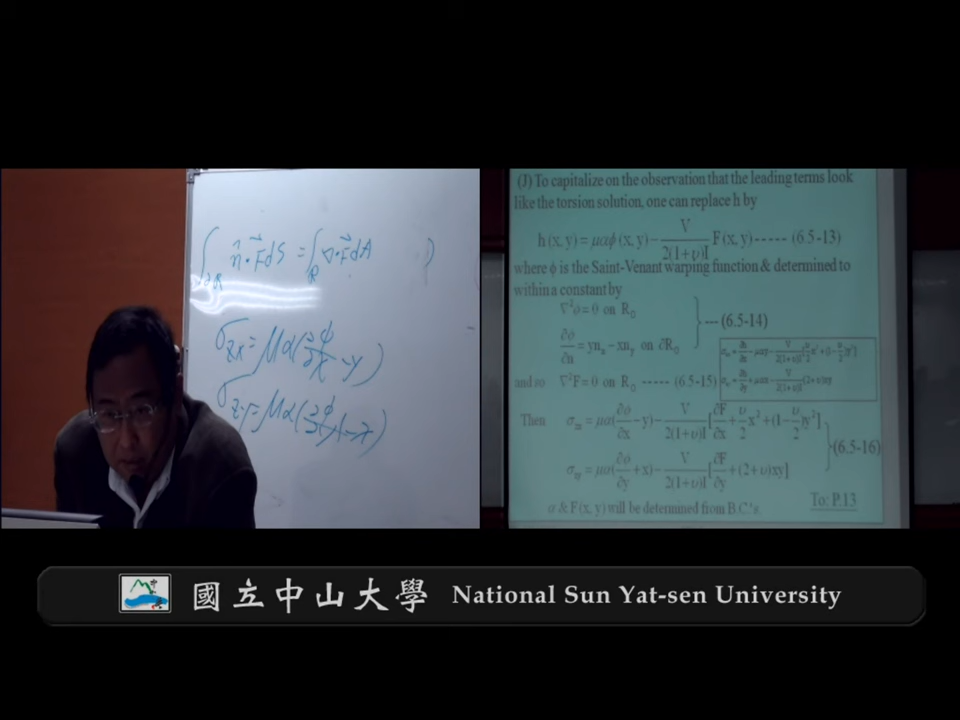 ∫∂R n̂·F⃗ dS = ∫R ∇·F⃗ dA
σzx = μα(∂φ/∂x − y)
σzy = μα(∂φ/∂y − x)
(J) To capitalize on the observation that the leading terms look
like the torsion solution, one can replace h by
h(x,y) = μαφ(x,y) − V/2(1+υ)I F(x,y) ----- (6.5-13)
where φ is the Saint-Venant warping function & determined to
within a constant by
∇²φ = 0 on R₀
--- (6.5-14)
∂φ/∂n = ynₓ − xnᵧ on ∂R₀
and so ∇²F = 0 on R₀ ----- (6.5-15)
Then σzx = μα(∂φ/∂x − y) − V/2(1+υ)I [∂F/∂x + υ/2 x² + (1 − υ/2)y²]
(6.5-16)
σzy = μα(∂φ/∂y + x) − V/2(1+υ)I [∂F/∂y + (2+υ)xy]
α & F(x, y) will be determined from B.C.'s.
To: P.13
國立中山大學 National Sun Yat-sen University